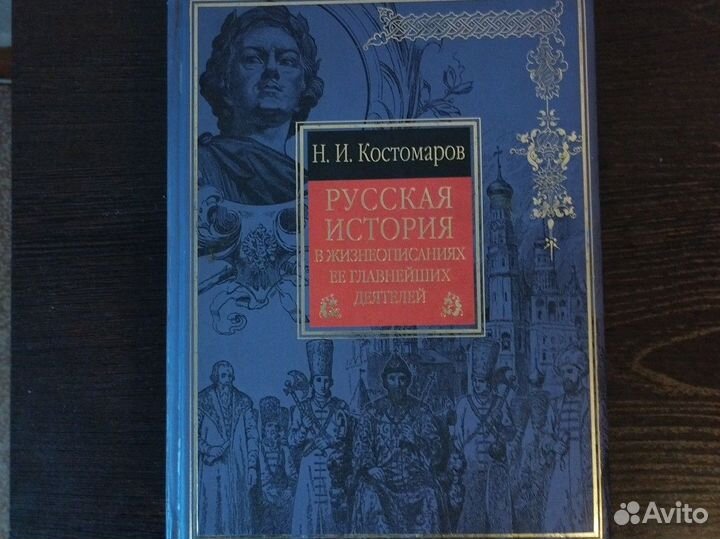 Н. И. Костомаров
РУССКАЯ
ИСТОРИЯ
В ЖИЗНЕОПИСАНИЯХ
ЕЕ ГЛАВНЕЙШИХ
ДЕЯТЕЛЕЙ
Avito